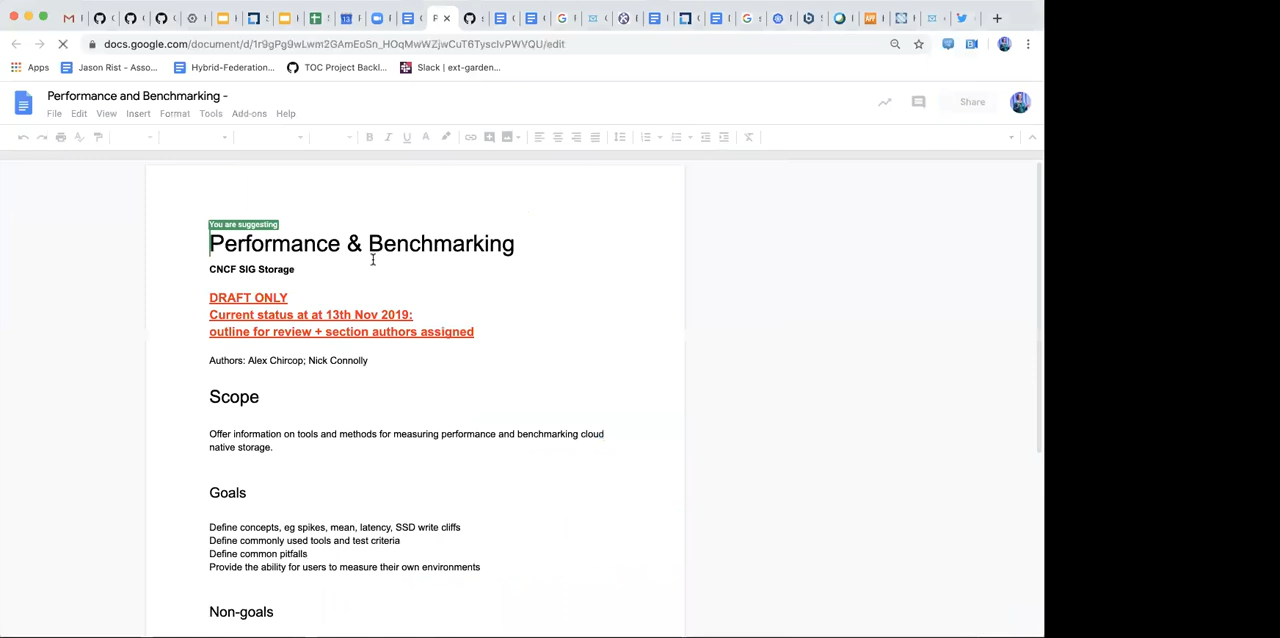 docs.google.com/document/d/1r9gPg9wLwm2GAmEoSn_HOqMwWZjwCuT6TyscIvPWVQU/edit
Apps
Jason Rist - Asso...
Hybrid-Federation...
TOC Project Backl...
Slack | ext-garden...
Performance and Benchmarking -
File Edit View Insert Format Tools Add-ons Help
Share
You are suggesting
Performance & Benchmarking
CNCF SIG Storage
DRAFT ONLY
Current status at at 13th Nov 2019:
outline for review + section authors assigned
Authors: Alex Chircop; Nick Connolly
Scope
Offer information on tools and methods for measuring performance and benchmarking cloud
native storage.
Goals
Define concepts, eg spikes, mean, latency, SSD write cliffs
Define commonly used tools and test criteria
Define common pitfalls
Provide the ability for users to measure their own environments
Non-goals